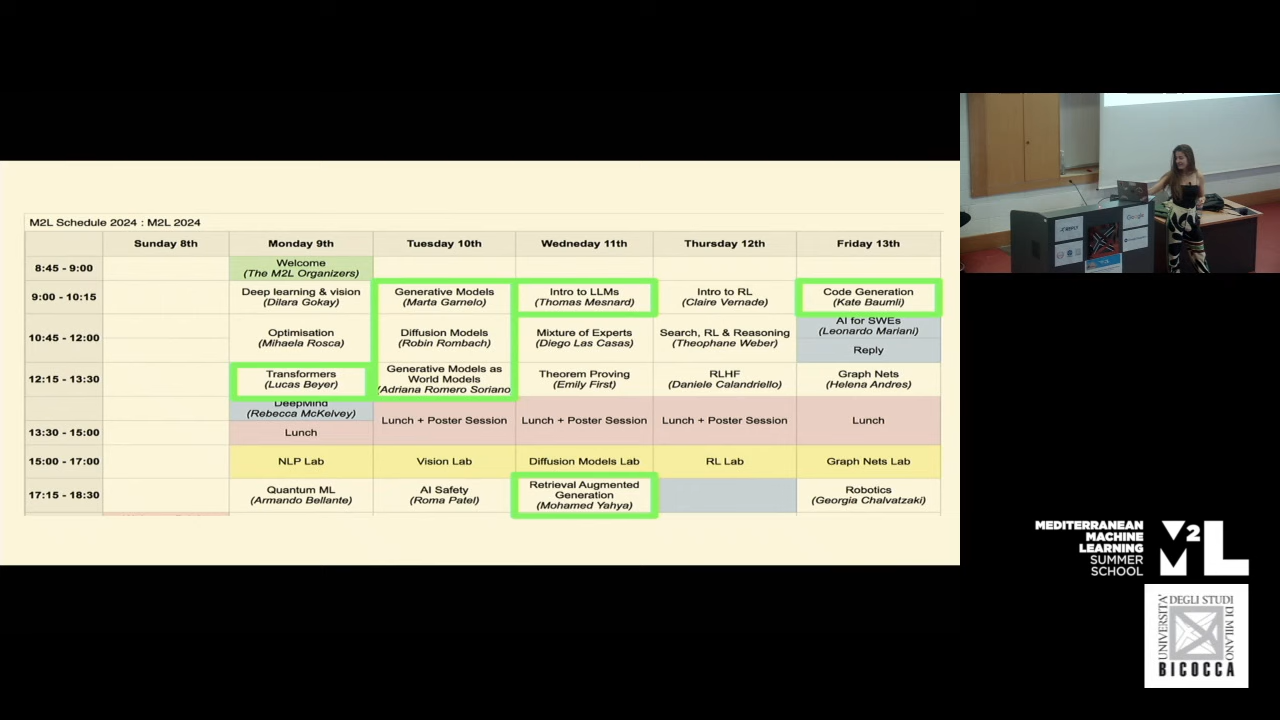 M2L Schedule 2024 : M2L 2024
Sunday 8th
Monday 9th
Tuesday 10th
Wedneday 11th
Thursday 12th
Friday 13th
8:45 - 9:00
Welcome
(The M2L Organizers)
9:00 - 10:15
Deep learning & vision
(Dilara Gokay)
Generative Models
(Marta Garnelo)
Intro to LLMs
(Thomas Mesnard)
Intro to RL
(Claire Vernade)
Code Generation
(Kate Baumli)
10:45 - 12:00
Optimisation
(Mihaela Rosca)
Diffusion Models
(Robin Rombach)
Mixture of Experts
(Diego Las Casas)
Search, RL & Reasoning
(Theophane Weber)
AI for SWEs
(Leonardo Mariani)
Reply
12:15 - 13:30
Transformers
(Lucas Beyer)
Generative Models as
World Models
(Adriana Romero Soriano
Theorem Proving
(Emily First)
RLHF
(Daniele Calandriello)
Graph Nets
(Helena Andres)
DeepMind
(Rebecca McKelvey)
13:30 - 15:00
Lunch
Lunch + Poster Session
Lunch + Poster Session
Lunch + Poster Session
Lunch
15:00 - 17:00
NLP Lab
Vision Lab
Diffusion Models Lab
RL Lab
Graph Nets Lab
17:15 - 18:30
Quantum ML
(Armando Bellante)
AI Safety
(Roma Patel)
Retrieval Augmented
Generation
(Mohamed Yahya)
Robotics
(Georgia Chalvatzaki)
Google
MEDITERRANEAN
MACHINE
LEARNING
SUMMER
SCHOOL
M2L
UNIVERSITA'
DEGLI STUDI
DI MILANO
BICOCCA